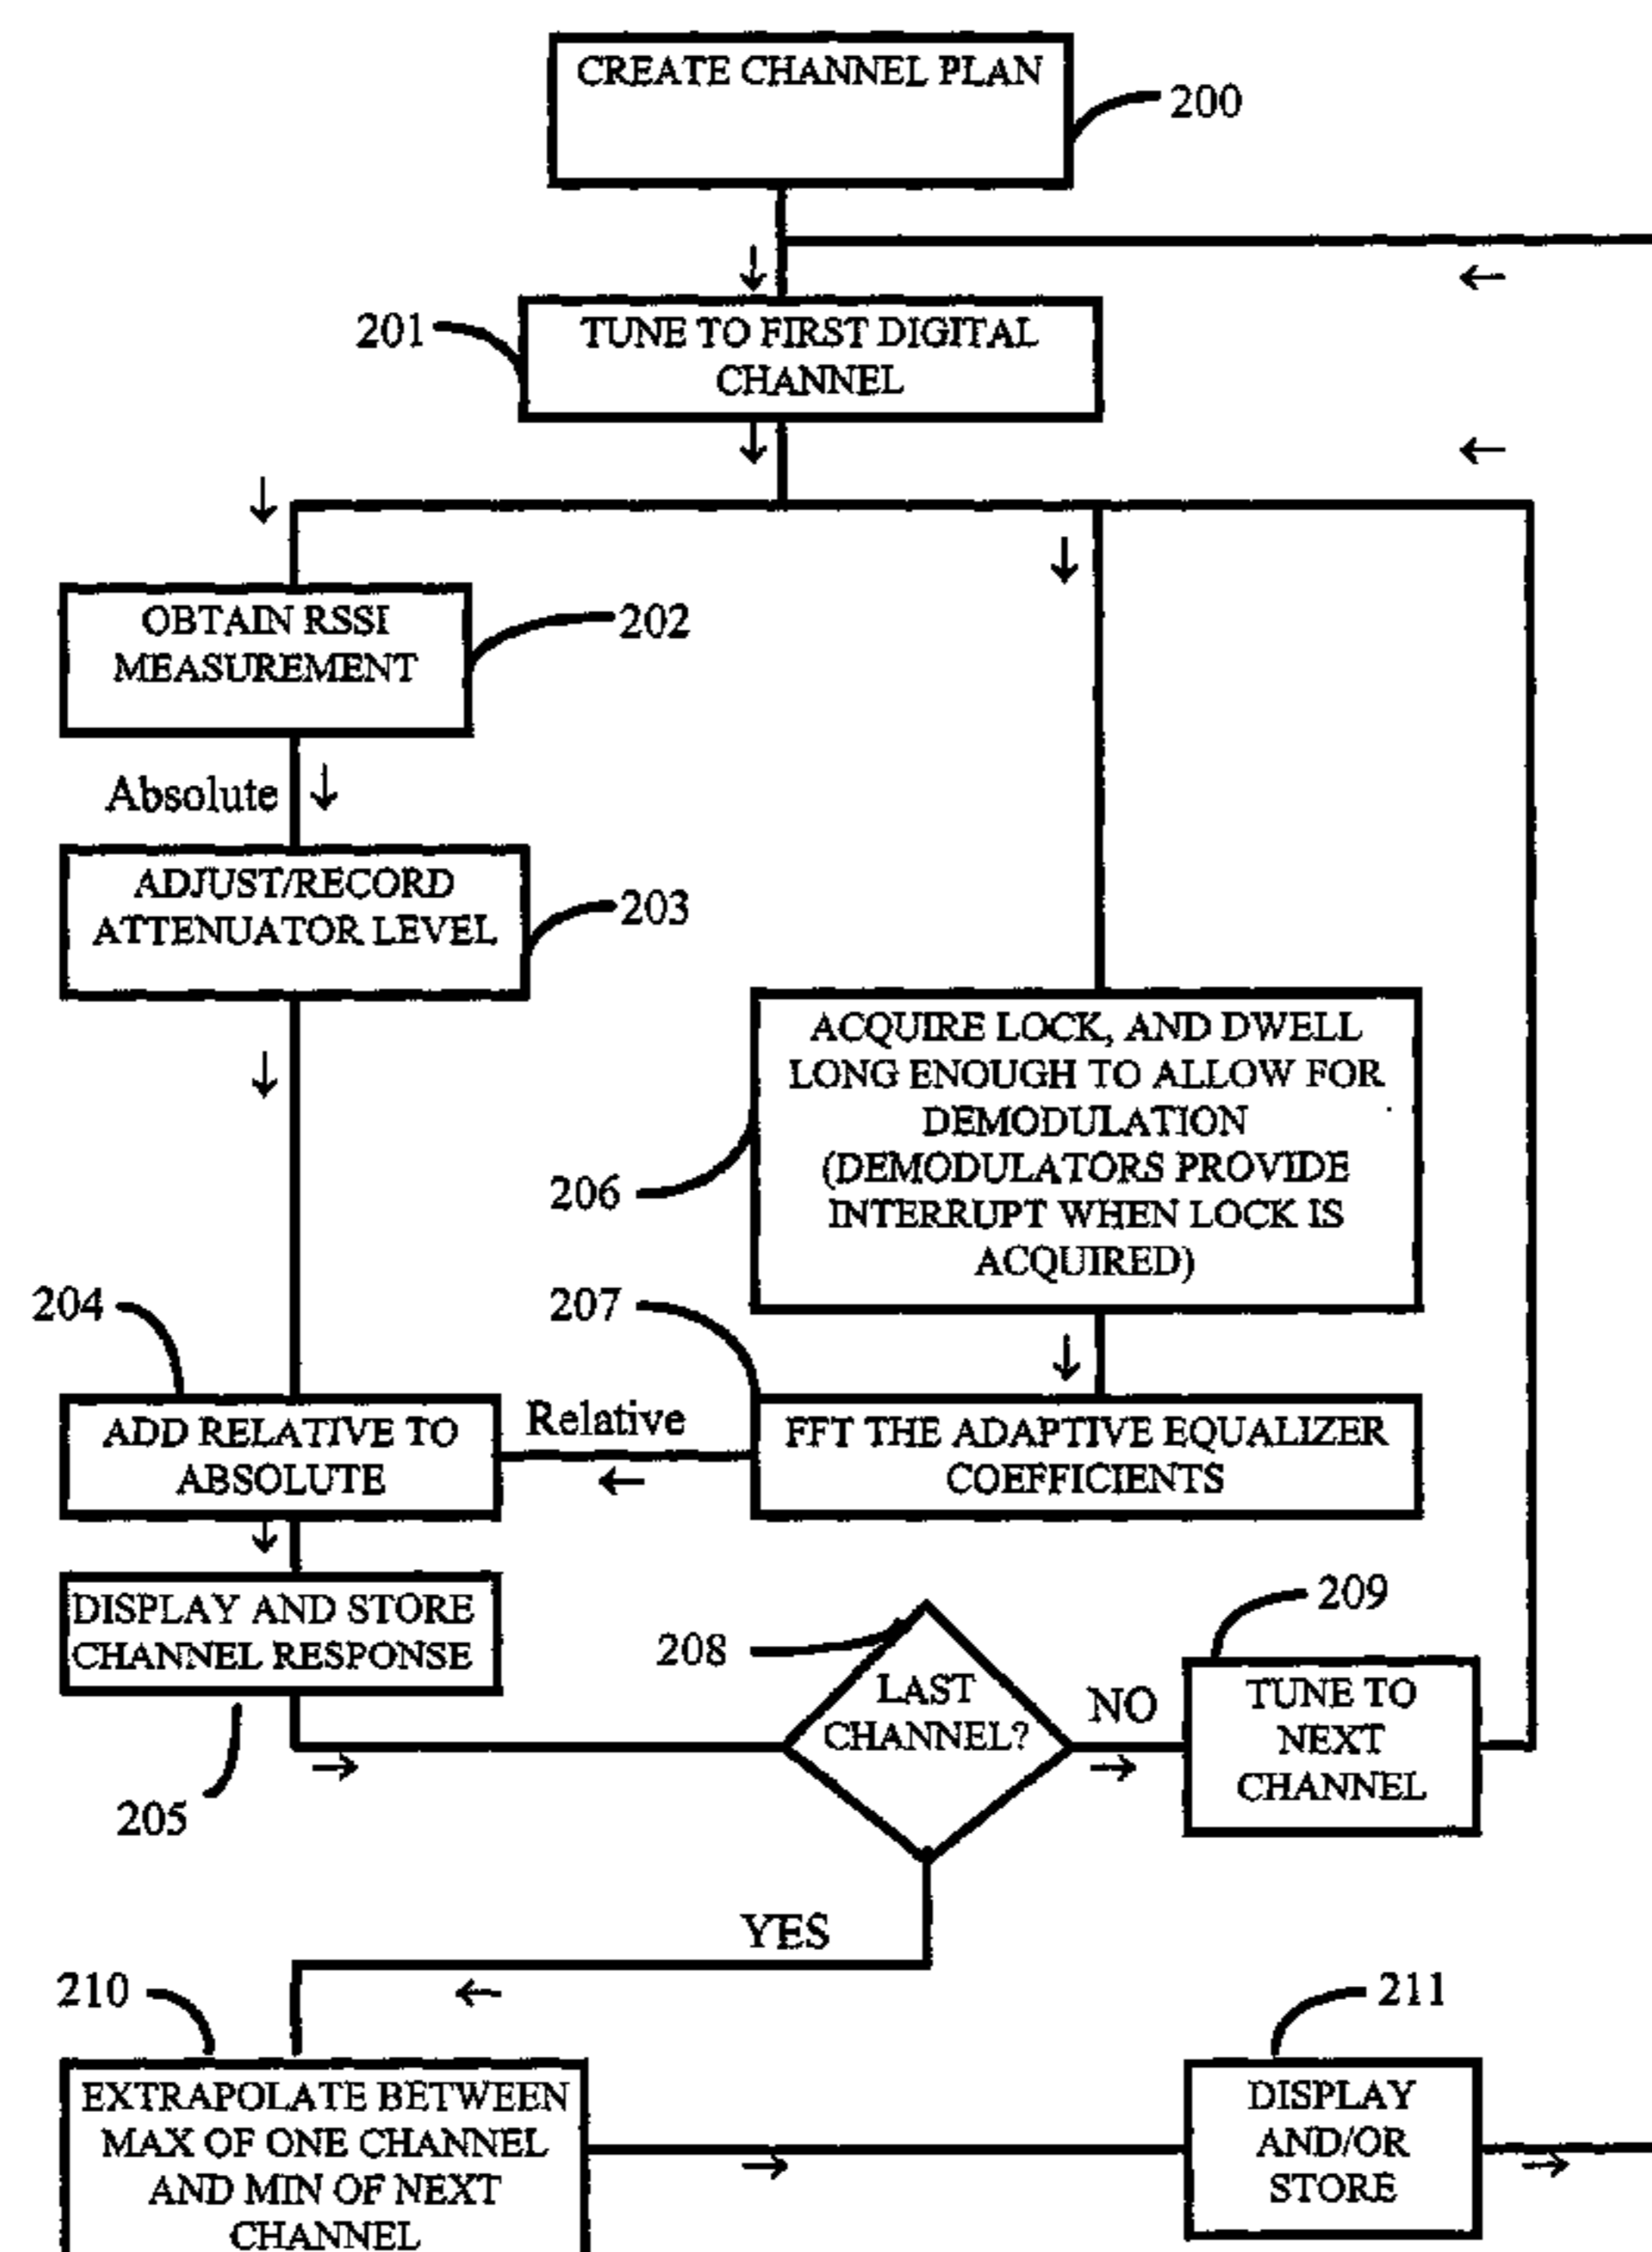 CREATE CHANNEL PLAN
200
201
TUNE TO FIRST DIGITAL
CHANNEL
OBTAIN RSSI
MEASUREMENT
202
Absolute
ADJUST/RECORD
ATTENUATOR LEVEL
203
ACQUIRE LOCK, AND DWELL
LONG ENOUGH TO ALLOW FOR
DEMODULATION
(DEMODULATORS PROVIDE
INTERRUPT WHEN LOCK IS
ACQUIRED)
206
204
207
ADD RELATIVE TO
ABSOLUTE
Relative
FFT THE ADAPTIVE EQUALIZER
COEFFICIENTS
DISPLAY AND STORE
CHANNEL RESPONSE
205
208
LAST
CHANNEL?
NO
209
TUNE TO
NEXT
CHANNEL
YES
210
211
EXTRAPOLATE BETWEEN
MAX OF ONE CHANNEL
AND MIN OF NEXT
CHANNEL
DISPLAY
AND/OR
STORE